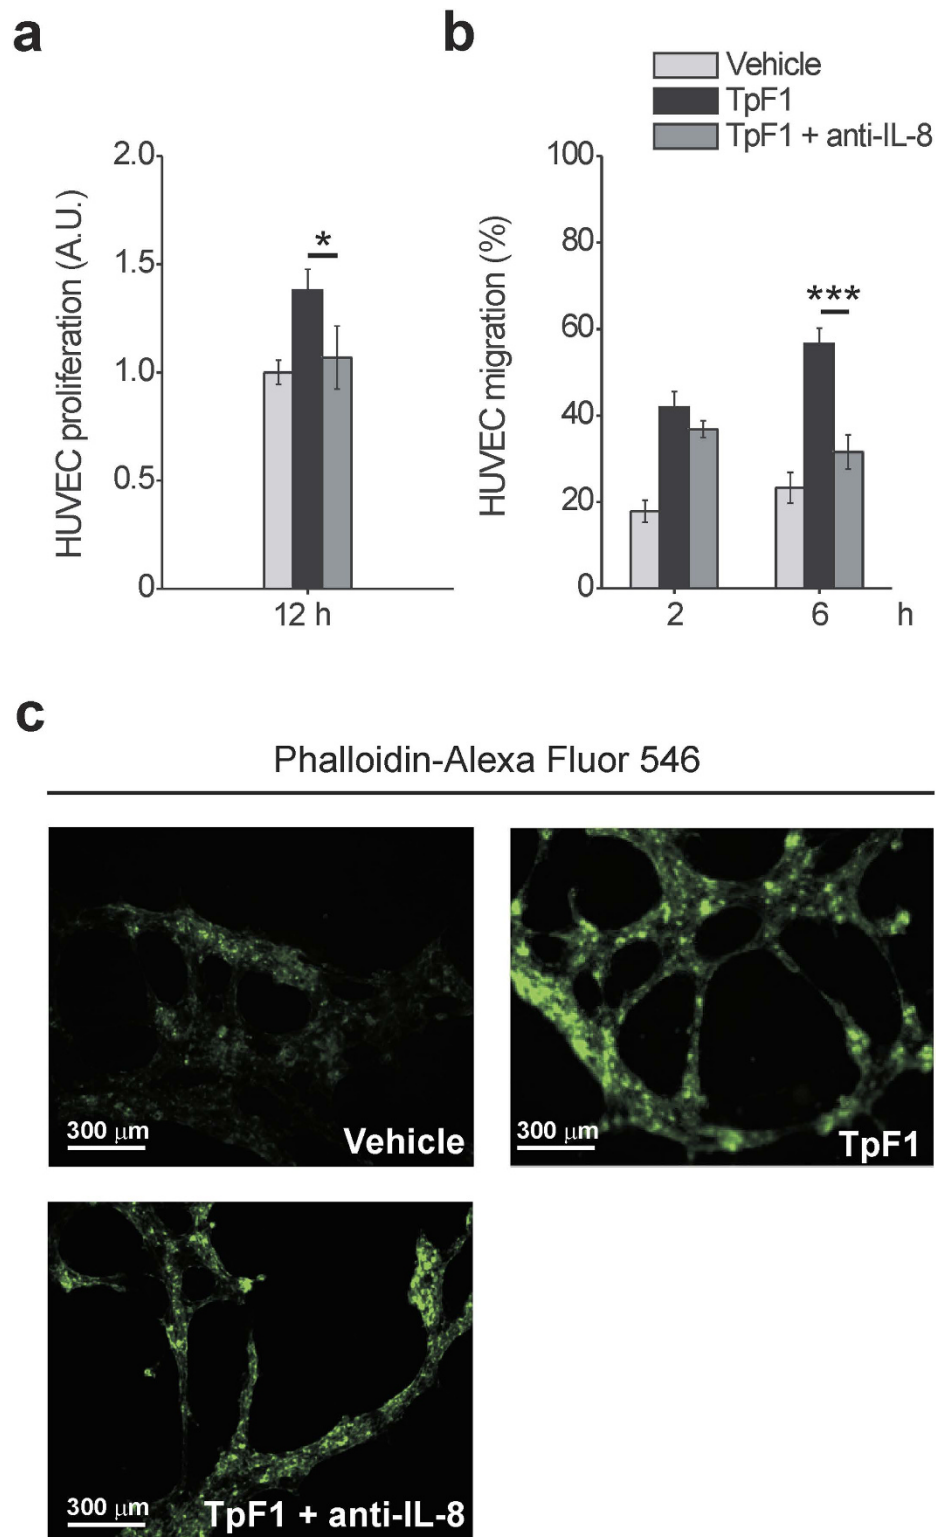 a
b
Vehicle
TpF1
TpF1 + anti-IL-8
HUVEC proliferation (A.U.)
2.0
1.5
1.0
0.5
0
*
12 h
HUVEC migration (%)
100
80
60
40
20
0
***
2
6
h
c
Phalloidin-Alexa Fluor 546
300 μm
Vehicle
300 μm
TpF1
300 μm
TpF1 + anti-IL-8